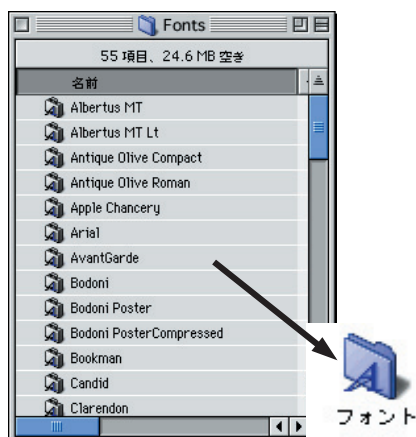 Fonts
55 項目、24.6 MB 空き
名前
Albertus MT
Albertus MT Lt
Antique Olive Compact
Antique Olive Roman
Apple Chancery
Arial
AvantGarde
Bodoni
Bodoni Poster
Bodoni PosterCompressed
Bookman
Candid
Clarendon
フォント